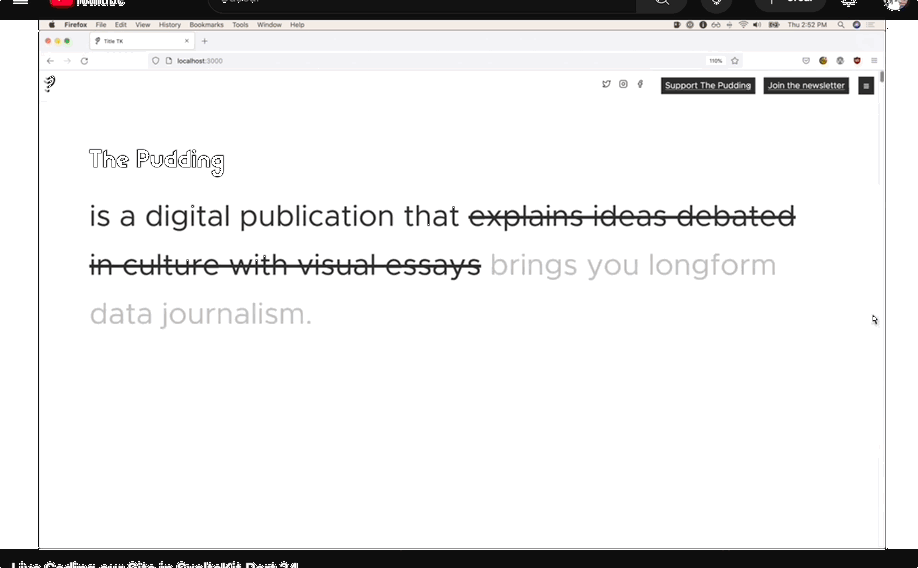 Firefox File Edit View History Bookmarks Tools Window Help Thu 2:52 PM
Title TK
localhost:3000 110%
Support The Pudding Join the newsletter
The Pudding
is a digital publication that explains ideas debated
in culture with visual essays brings you longform
data journalism.